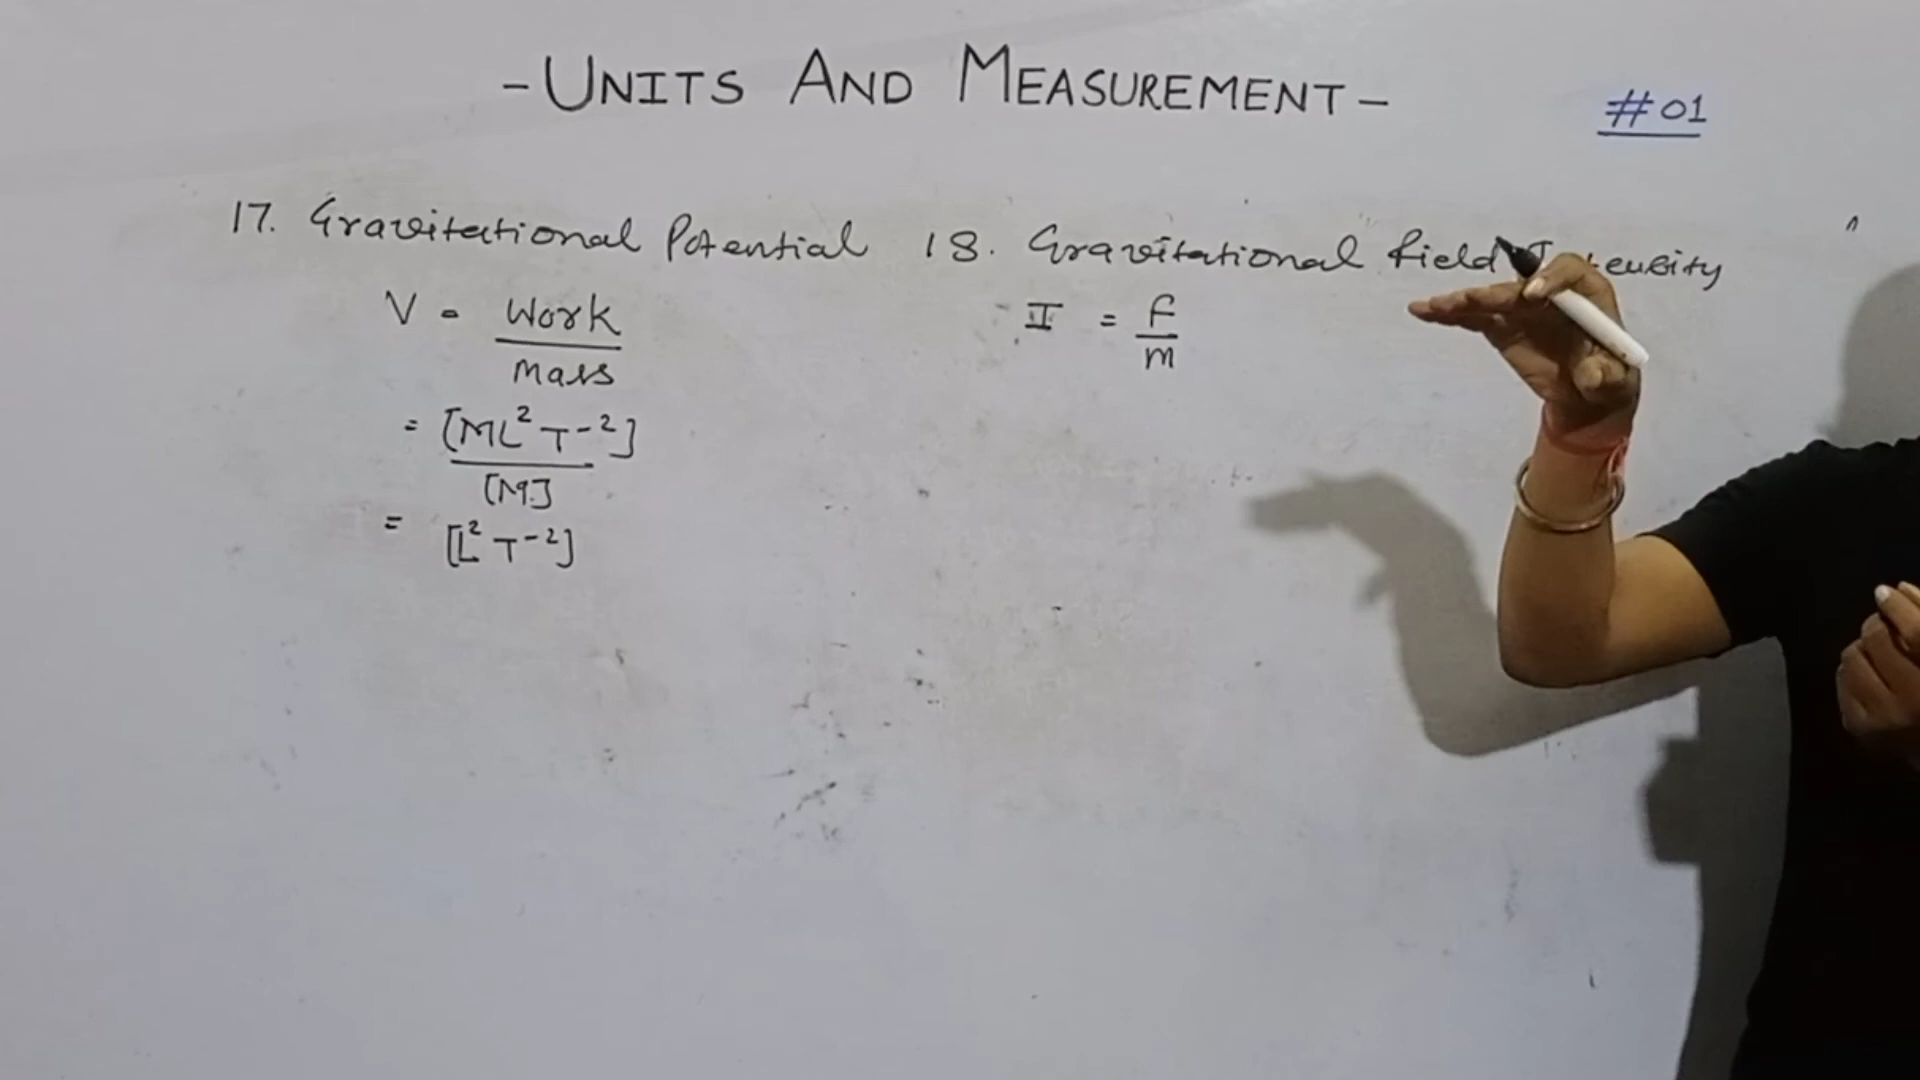 - UNITS AND MEASUREMENT -
#01
17. Gravitational Potential
V = Work
Mass
= [ML²T⁻²]
[M]
= [L²T⁻²]
18. Gravitational field
I = F
m